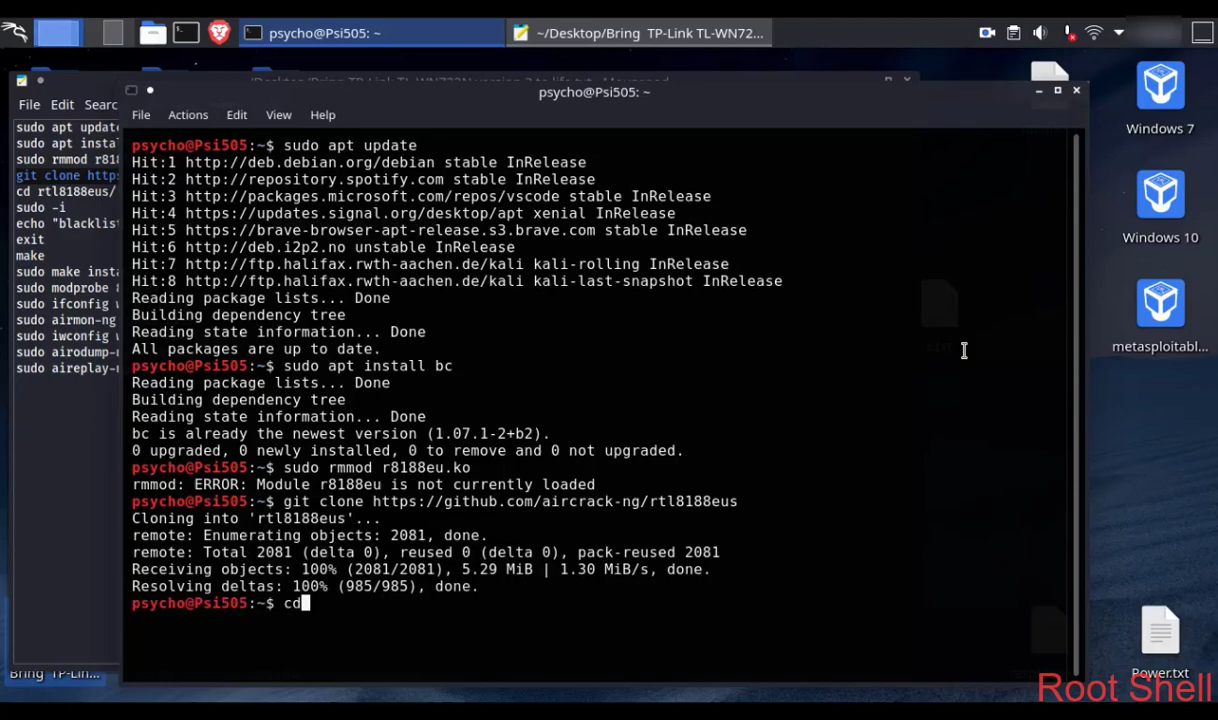 psycho@Psi505: ~
~/Desktop/Bring TP-Link TL-WN72...
File Edit Searc
sudo apt updat
sudo apt instal
sudo rmmod r818
git clone https
cd rtl8188eus/
sudo -i
echo "blacklist
exit
make
sudo make insta
sudo modprobe 8
sudo ifconfig w
sudo airmon-ng
sudo iwconfig w
sudo airodump-n
sudo aireplay-n
psycho@Psi505: ~
File Actions Edit View Help
psycho@Psi505:~$ sudo apt update
Hit:1 http://deb.debian.org/debian stable InRelease
Hit:2 http://repository.spotify.com stable InRelease
Hit:3 http://packages.microsoft.com/repos/vscode stable InRelease
Hit:4 https://updates.signal.org/desktop/apt xenial InRelease
Hit:5 https://brave-browser-apt-release.s3.brave.com stable InRelease
Hit:6 http://deb.i2p2.no unstable InRelease
Hit:7 http://ftp.halifax.rwth-aachen.de/kali kali-rolling InRelease
Hit:8 http://ftp.halifax.rwth-aachen.de/kali kali-last-snapshot InRelease
Reading package lists... Done
Building dependency tree
Reading state information... Done
All packages are up to date.
psycho@Psi505:~$ sudo apt install bc
Reading package lists... Done
Building dependency tree
Reading state information... Done
bc is already the newest version (1.07.1-2+b2).
0 upgraded, 0 newly installed, 0 to remove and 0 not upgraded.
psycho@Psi505:~$ sudo rmmod r8188eu.ko
rmmod: ERROR: Module r8188eu is not currently loaded
psycho@Psi505:~$ git clone https://github.com/aircrack-ng/rtl8188eus
Cloning into 'rtl8188eus'...
remote: Enumerating objects: 2081, done.
remote: Total 2081 (delta 0), reused 0 (delta 0), pack-reused 2081
Receiving objects: 100% (2081/2081), 5.29 MiB | 1.30 MiB/s, done.
Resolving deltas: 100% (985/985), done.
psycho@Psi505:~$ cd
Windows 7
Windows 10
metasploitabl...
Power.txt
Bring TP-Lin...
Root Shell